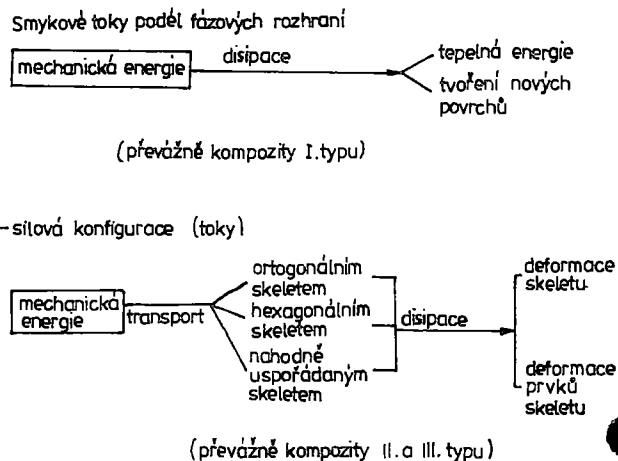 Smykové toky podél fázových rozhraní
mechanická energie
disipace
tepelná energie
tvoření nových
povrchů
(převážně kompozity I.typu)
-silová konfigurace (toky)
mechanická
energie
transport
ortogonálním
skeletem
hexagonálním
skeletem
nahodně
uspořádaným
skeletem
disipace
deformace
skeletu
deformace
prvků
skeletu
(převážně kompozity II.a III.typu)